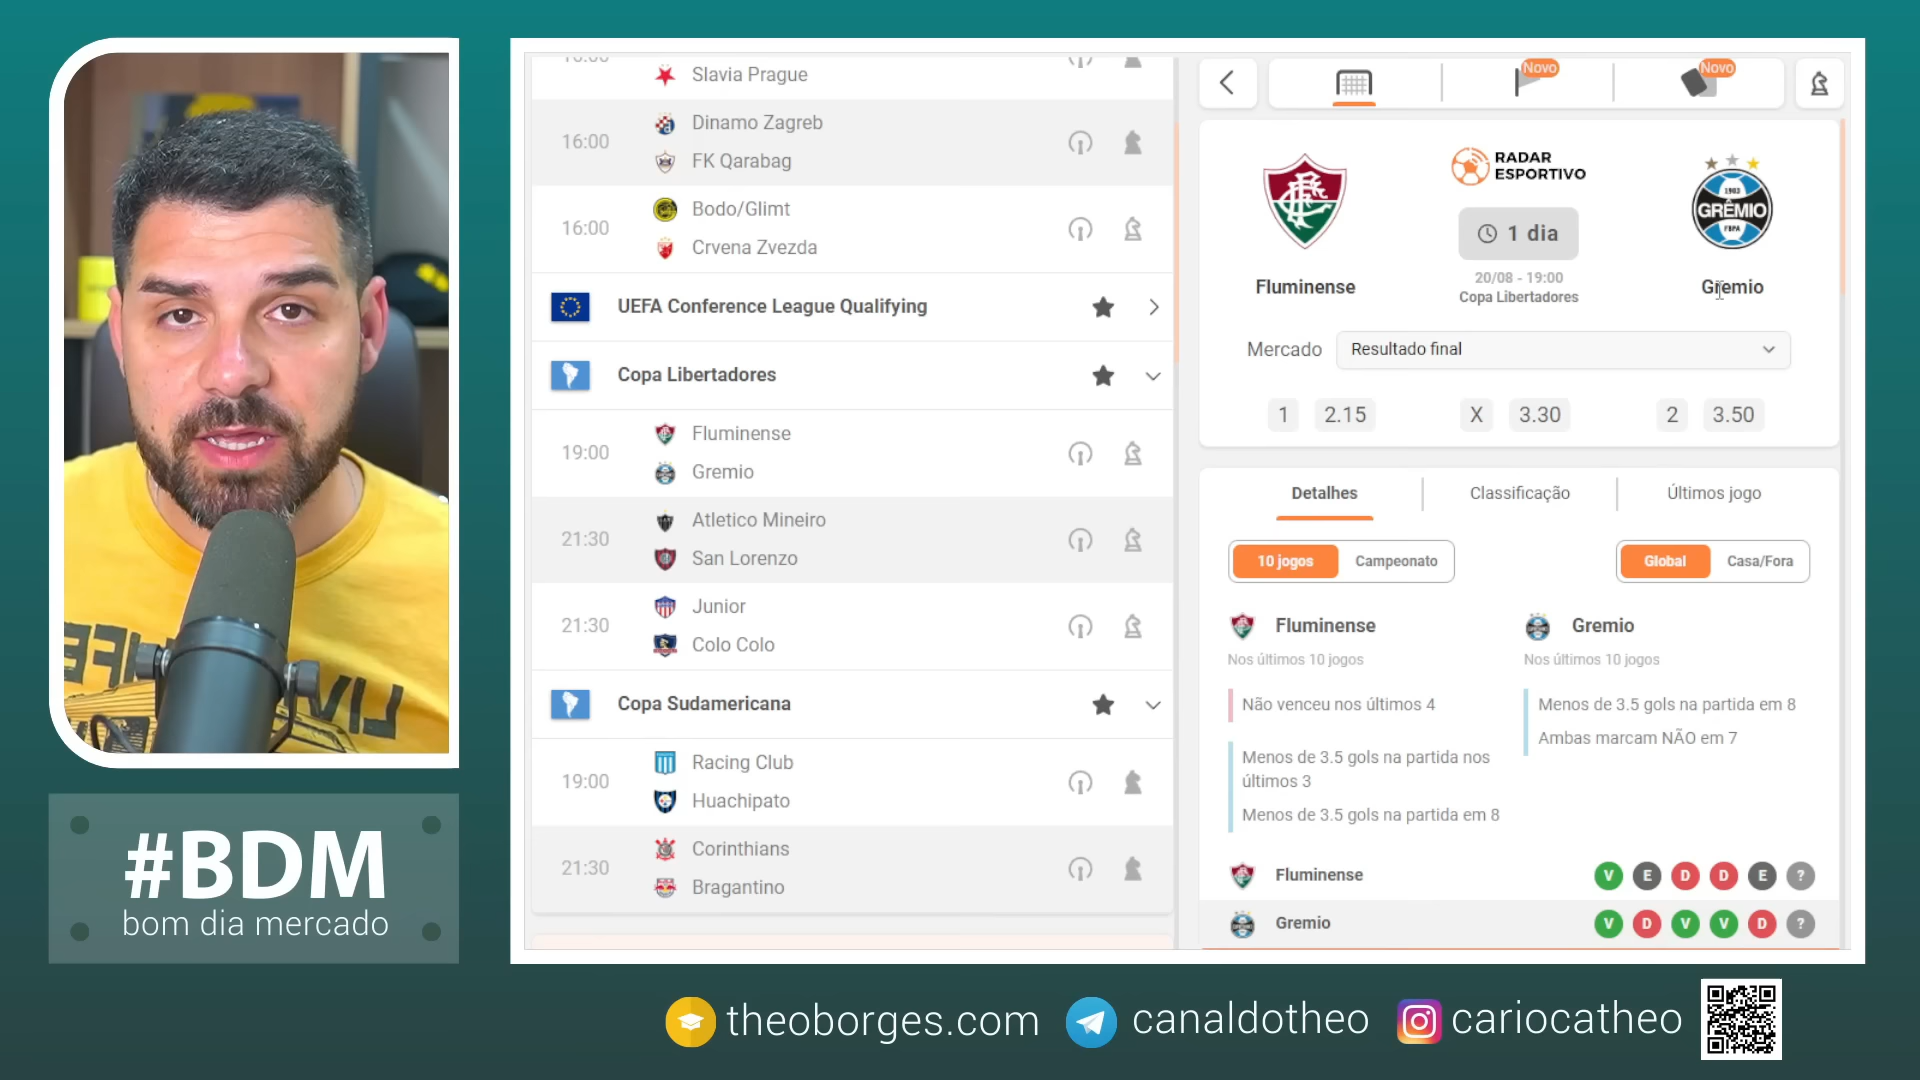 Slavia Prague
16:00
Dinamo Zagreb
FK Qarabag
16:00
Bodo/Glimt
Crvena Zvezda
UEFA Conference League Qualifying
Copa Libertadores
19:00
Fluminense
Gremio
21:30
Atletico Mineiro
San Lorenzo
21:30
Junior
Colo Colo
Copa Sudamericana
19:00
Racing Club
Huachipato
21:30
Corinthians
Bragantino
Novo
Novo
RADAR
ESPORTIVO
1903
GRÊMIO
FBPA
1 dia
20/08 - 19:00
Copa Libertadores
Fluminense
Gremio
Mercado
Resultado final
1 2.15 X 3.30 2 3.50
Detalhes Classificação Últimos jogo
10 jogos Campeonato Global Casa/Fora
Fluminense
Nos últimos 10 jogos
Não venceu nos últimos 4
Menos de 3.5 gols na partida nos
últimos 3
Menos de 3.5 gols na partida em 8
Gremio
Nos últimos 10 jogos
Menos de 3.5 gols na partida em 8
Ambas marcam NÃO em 7
Fluminense V E D D E ?
Gremio V D V V D ?
#BDM
bom dia mercado
theoborges.com canaldotheo cariocatheo